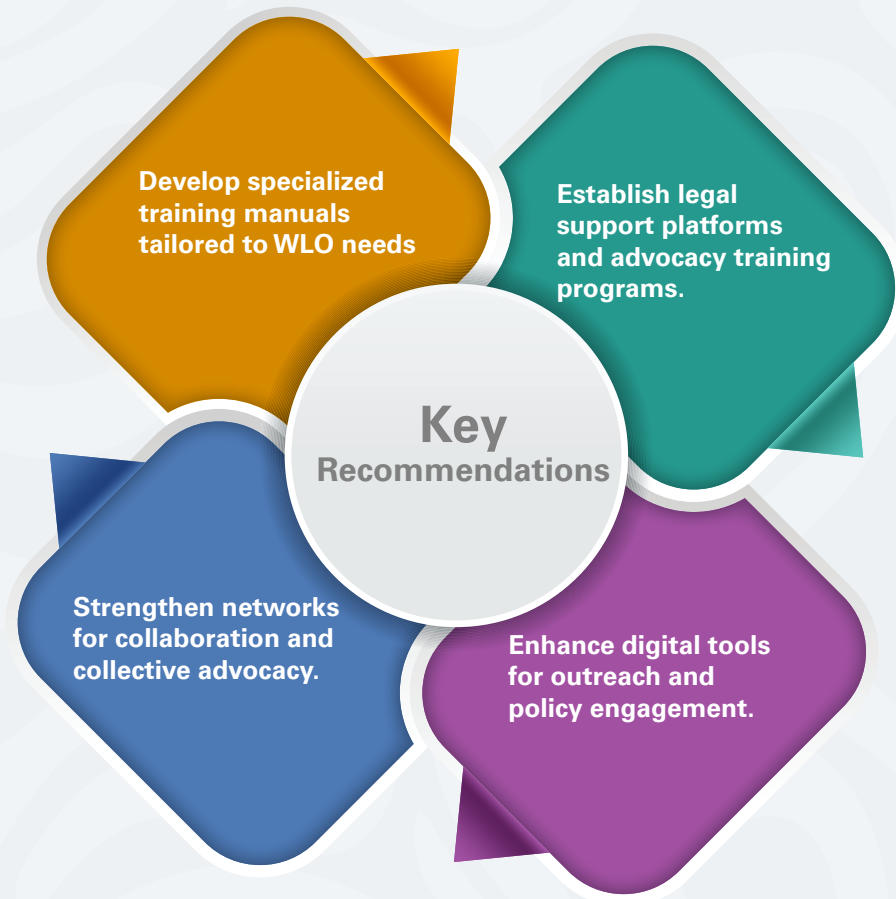 Develop specialized
training manuals
tailored to WLO needs
Establish legal
support platforms
and advocacy training
programs.
Key
Recommendations
Strengthen networks
for collaboration and
collective advocacy.
Enhance digital tools
for outreach and
policy engagement.